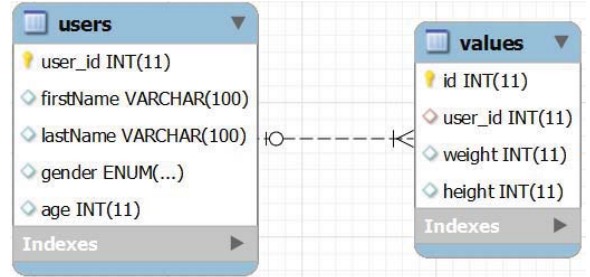 users
user_id INT(11)
firstName VARCHAR(100)
lastName VARCHAR(100)
gender ENUM(...)
age INT(11)
Indexes
values
id INT(11)
user_id INT(11)
weight INT(11)
height INT(11)
Indexes